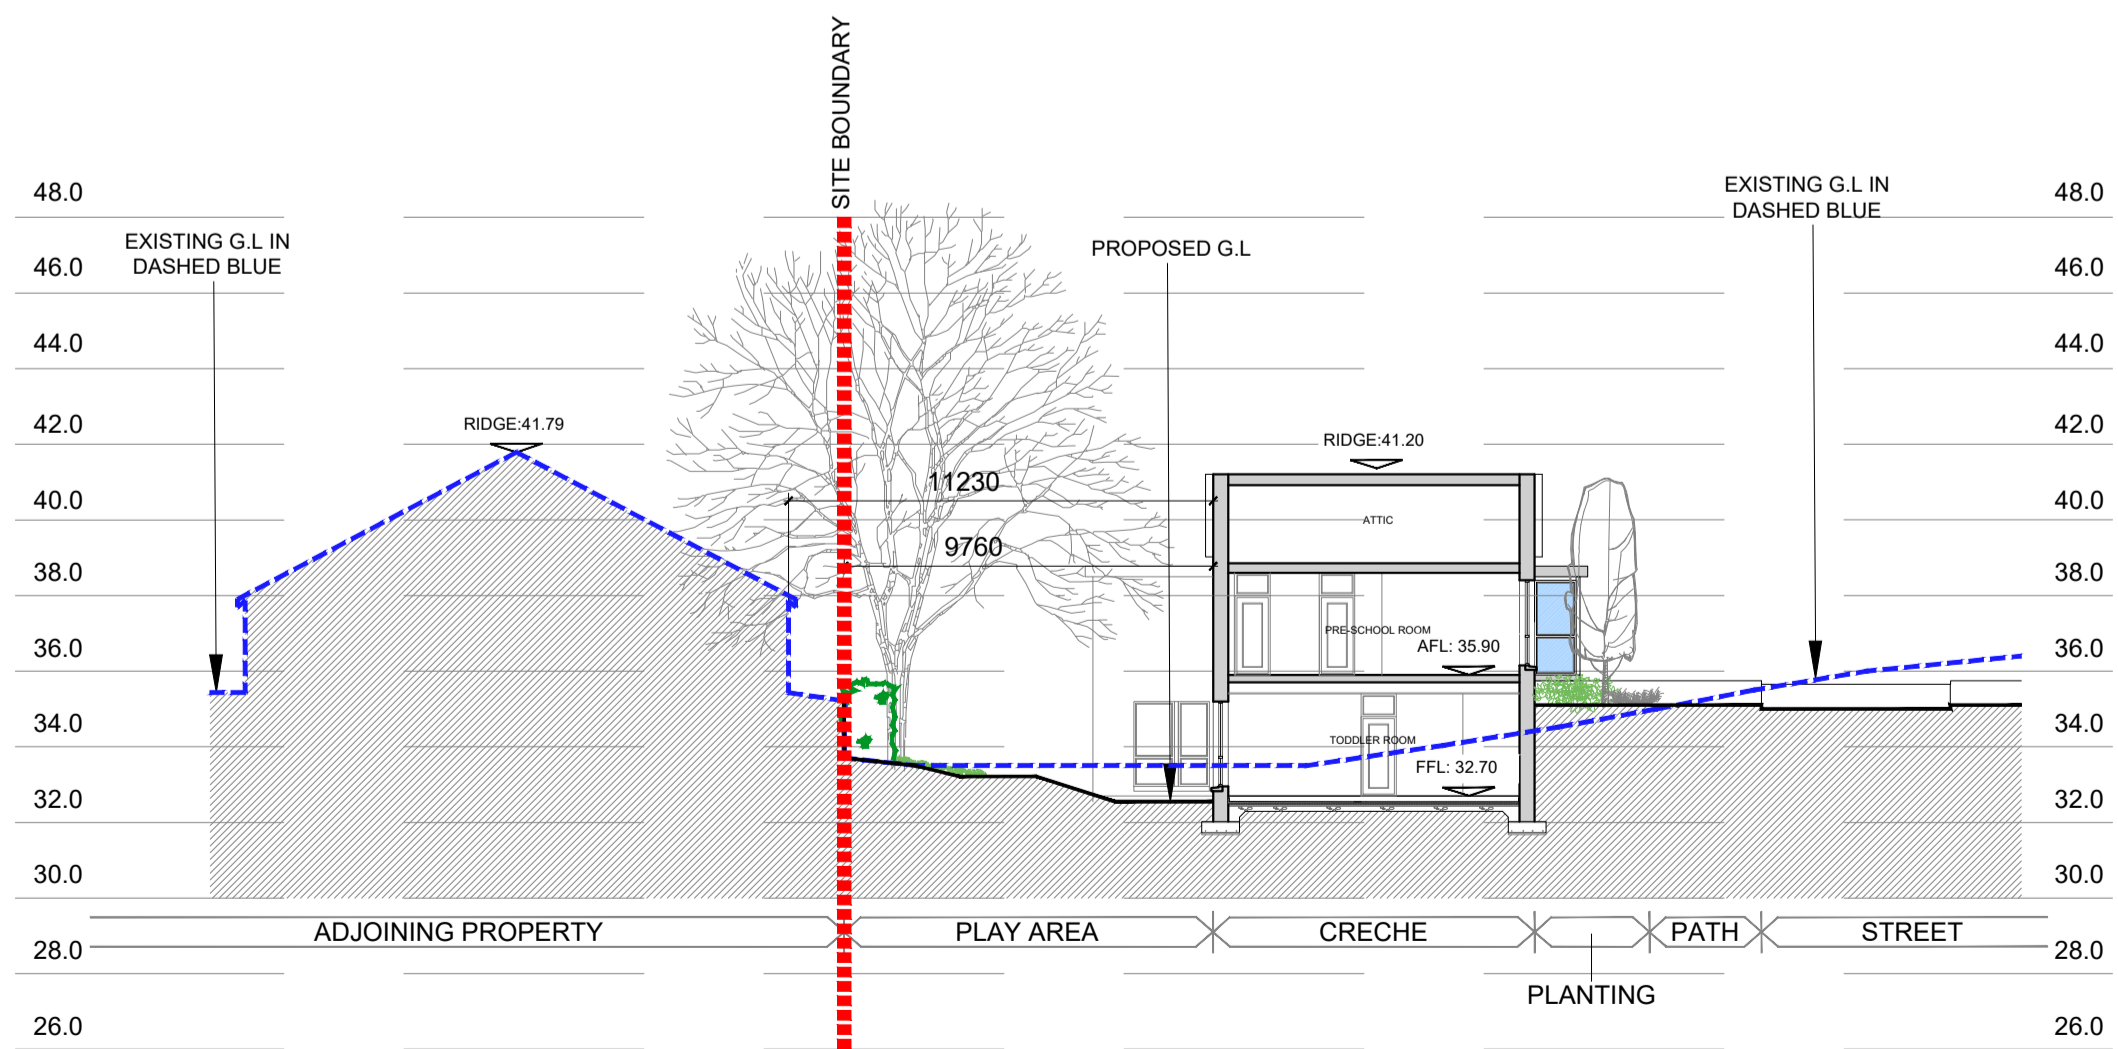 SITE BOUNDARY
48.0
48.0
EXISTING G.L IN
DASHED BLUE
EXISTING G.L IN
DASHED BLUE
PROPOSED G.L
46.0
46.0
44.0
44.0
42.0
RIDGE:41.79
RIDGE:41.20
42.0
40.0
11230
40.0
ATTIC
9760
38.0
38.0
PRE-SCHOOL ROOM
AFL: 35.90
36.0
36.0
34.0
34.0
TODDLER ROOM
FFL: 32.70
32.0
32.0
30.0
30.0
ADJOINING PROPERTY
PLAY AREA
CRECHE
PATH
STREET
28.0
28.0
PLANTING
26.0
26.0